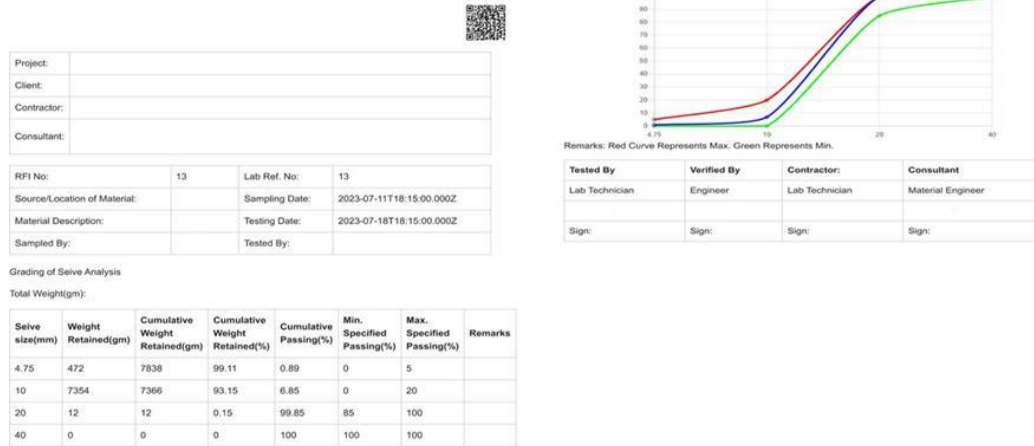 Project:
Client:
Contractor:
Consultant:
RFI No: 13 Lab Ref. No: 13
Source/Location of Material: Sampling Date: 2023-07-11T18:15:00.000Z
Material Description: Testing Date: 2023-07-18T18:15:00.000Z
Sampled By: Tested By:
Grading of Seive Analysis
Total Weight(gm):
Seive size(mm) Weight Retained(gm) Cumulative Weight Retained(gm) Cumulative Weight Retained(%) Cumulative Passing(%) Min. Specified Passing(%) Max. Specified Passing(%) Remarks
4.75 472 7838 99.11 0.89 0 5
10 7354 7366 93.15 6.85 0 20
20 12 12 0.15 99.85 85 100
40 0 0 0 100 100 100
90
80
70
60
50
40
30
20
10
0
4.75 10 20 40
Remarks: Red Curve Represents Max. Green Represents Min.
Tested By Verified By Contractor: Consultant
Lab Technician Engineer Lab Technician Material Engineer
Sign: Sign: Sign: Sign: